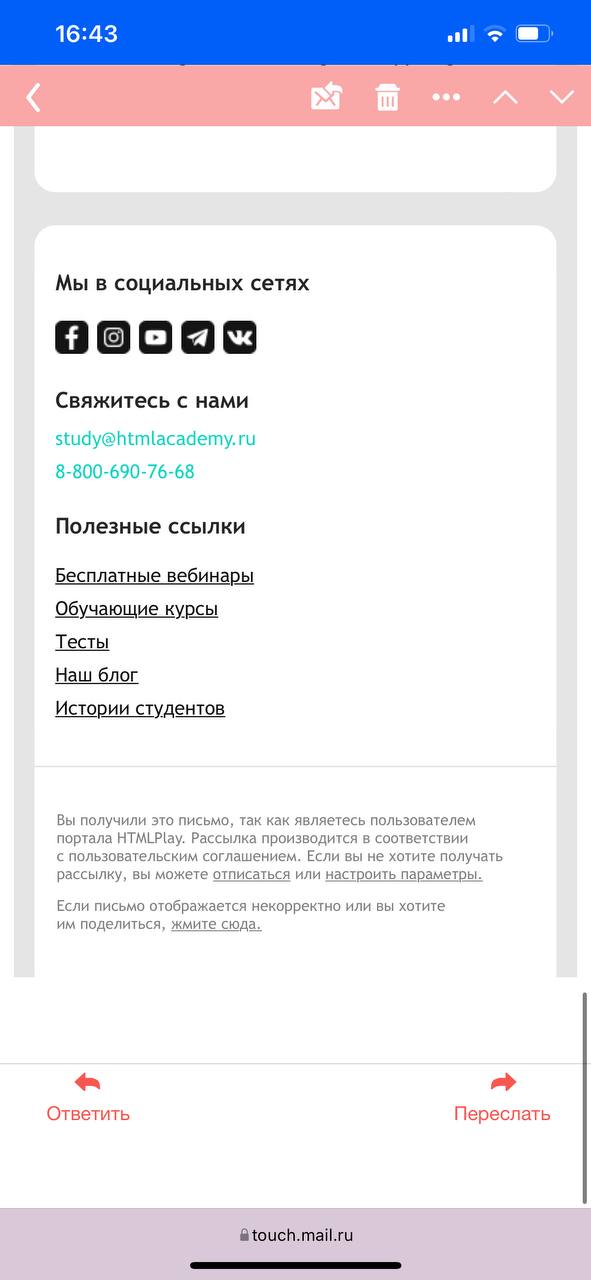 16:43
Мы в социальных сетях
Свяжитесь с нами
study@htmlacademy.ru
8-800-690-76-68
Полезные ссылки
Бесплатные вебинары
Обучающие курсы
Тесты
Наш блог
Истории студентов
Вы получили это письмо, так как являетесь пользователем
портала HTMLPlay. Рассылка производится в соответствии
с пользовательским соглашением. Если вы не хотите получать
рассылку, вы можете отписаться или настроить параметры.
Если письмо отображается некорректно или вы хотите
им поделиться, жмите сюда.
Ответить
Переслать
touch.mail.ru